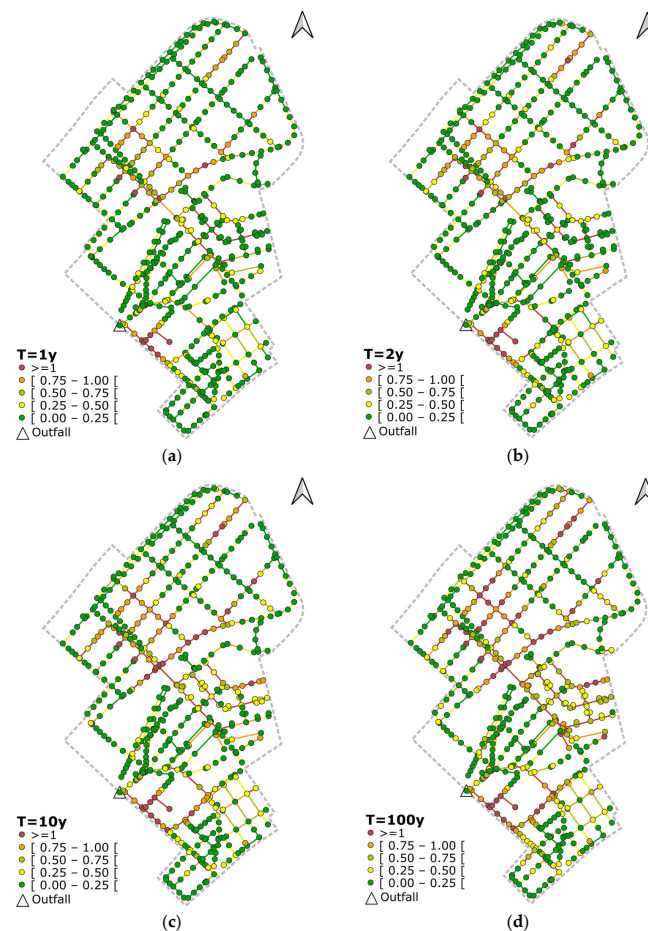 T=1y
>=1
[ 0.75 – 1.00 [
[ 0.50 – 0.75 [
[ 0.25 – 0.50 [
[ 0.00 – 0.25 [
Outfall
(a)
T=2y
>=1
[ 0.75 – 1.00 [
[ 0.50 – 0.75 [
[ 0.25 – 0.50 [
[ 0.00 – 0.25 [
Outfall
(b)
T=10y
>=1
[ 0.75 – 1.00 [
[ 0.50 – 0.75 [
[ 0.25 – 0.50 [
[ 0.00 – 0.25 [
Outfall
(c)
T=100y
>=1
[ 0.75 – 1.00 [
[ 0.50 – 0.75 [
[ 0.25 – 0.50 [
[ 0.00 – 0.25 [
Outfall
(d)